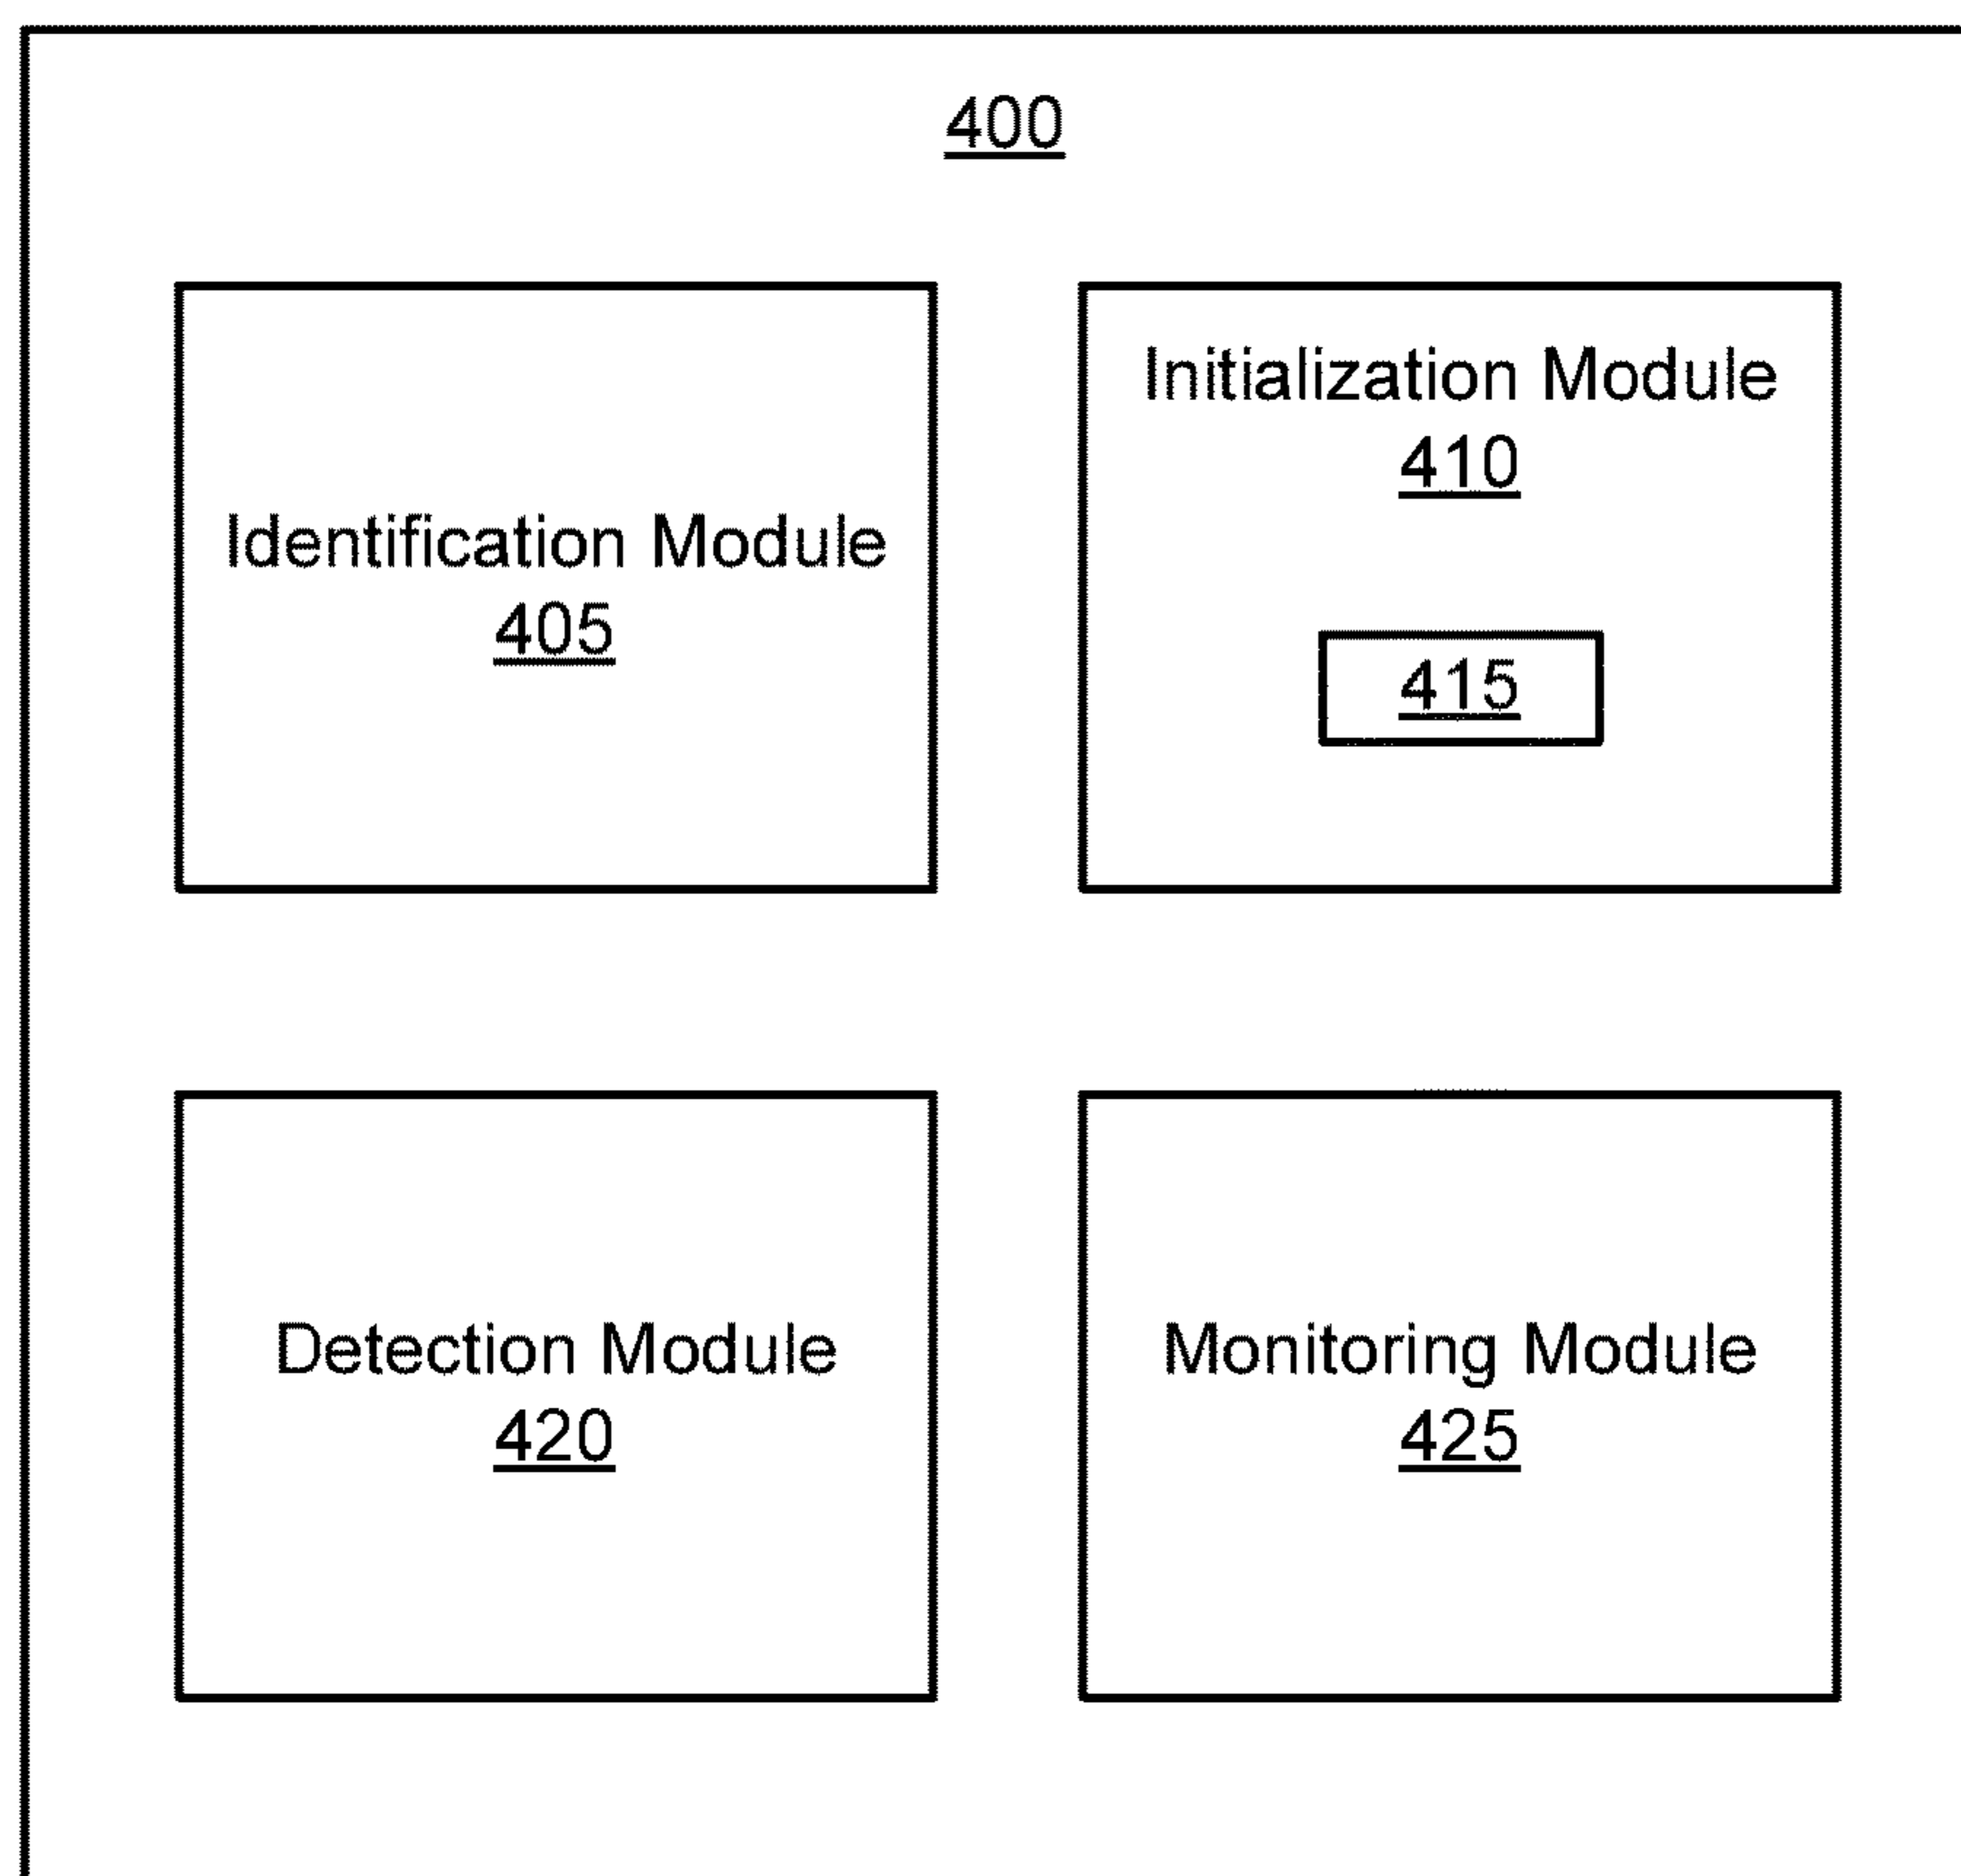 400
Identification Module
405
Initialization Module
410
415
Detection Module
420
Monitoring Module
425